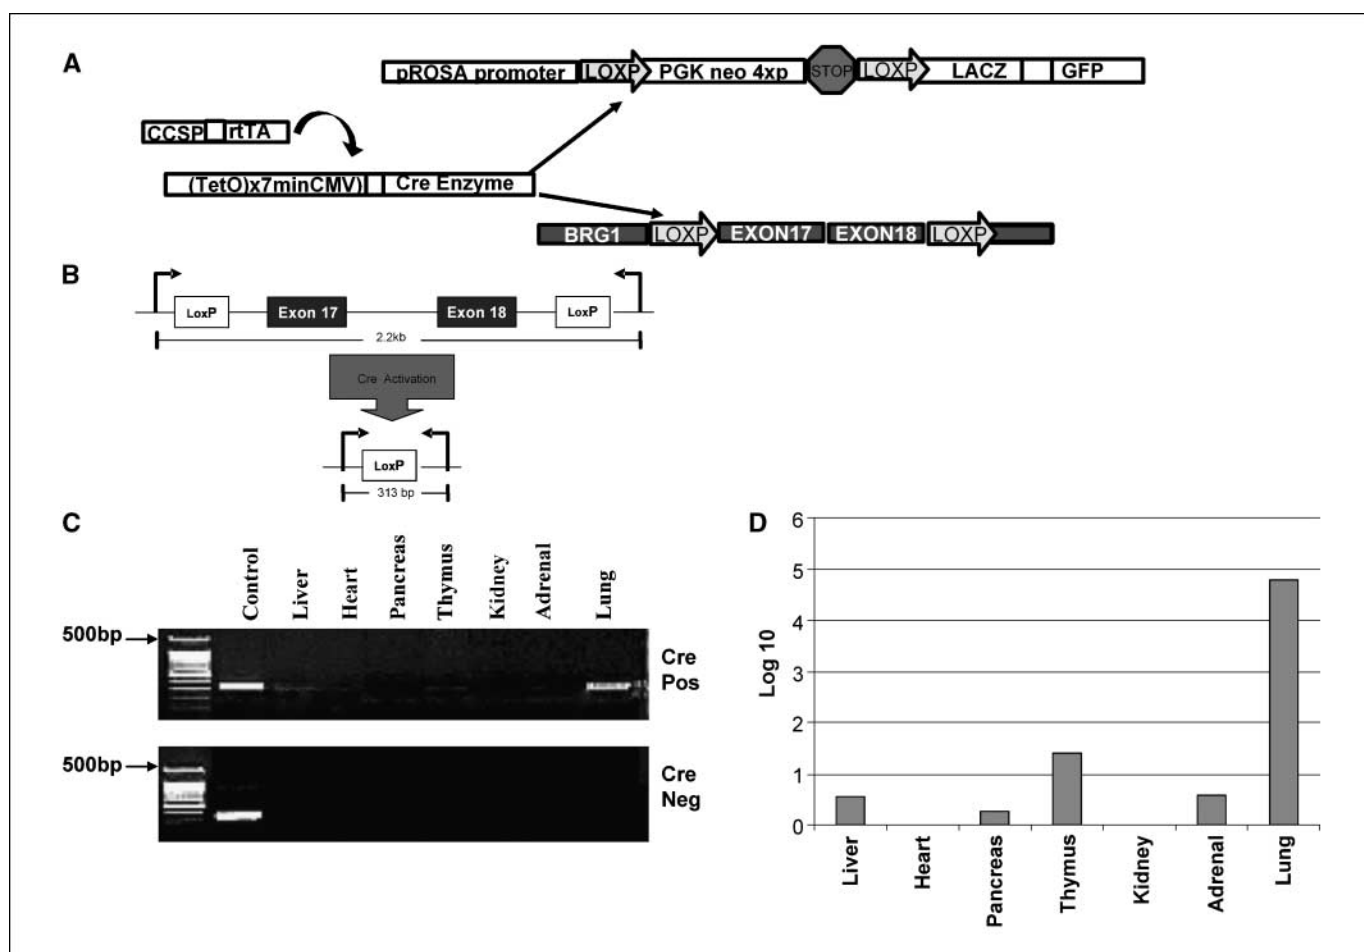 A
pROSA promoter LOXP PGK neo 4xp STOP LOXP LACZ GFP
CCSP rtTA
(TetO)x7minCMV) Cre Enzyme
BRG1 LOXP EXON17 EXON18 LOXP
B
LoxP Exon 17 Exon 18 LoxP
2.2kb
Cre Activation
LoxP
313 bp
C
Control Liver Heart Pancreas Thymus Kidney Adrenal Lung
500bp
Cre
Pos
500bp
Cre
Neg
D
6
5
4
3
2
1
0
Log 10
Liver Heart Pancreas Thymus Kidney Adrenal Lung